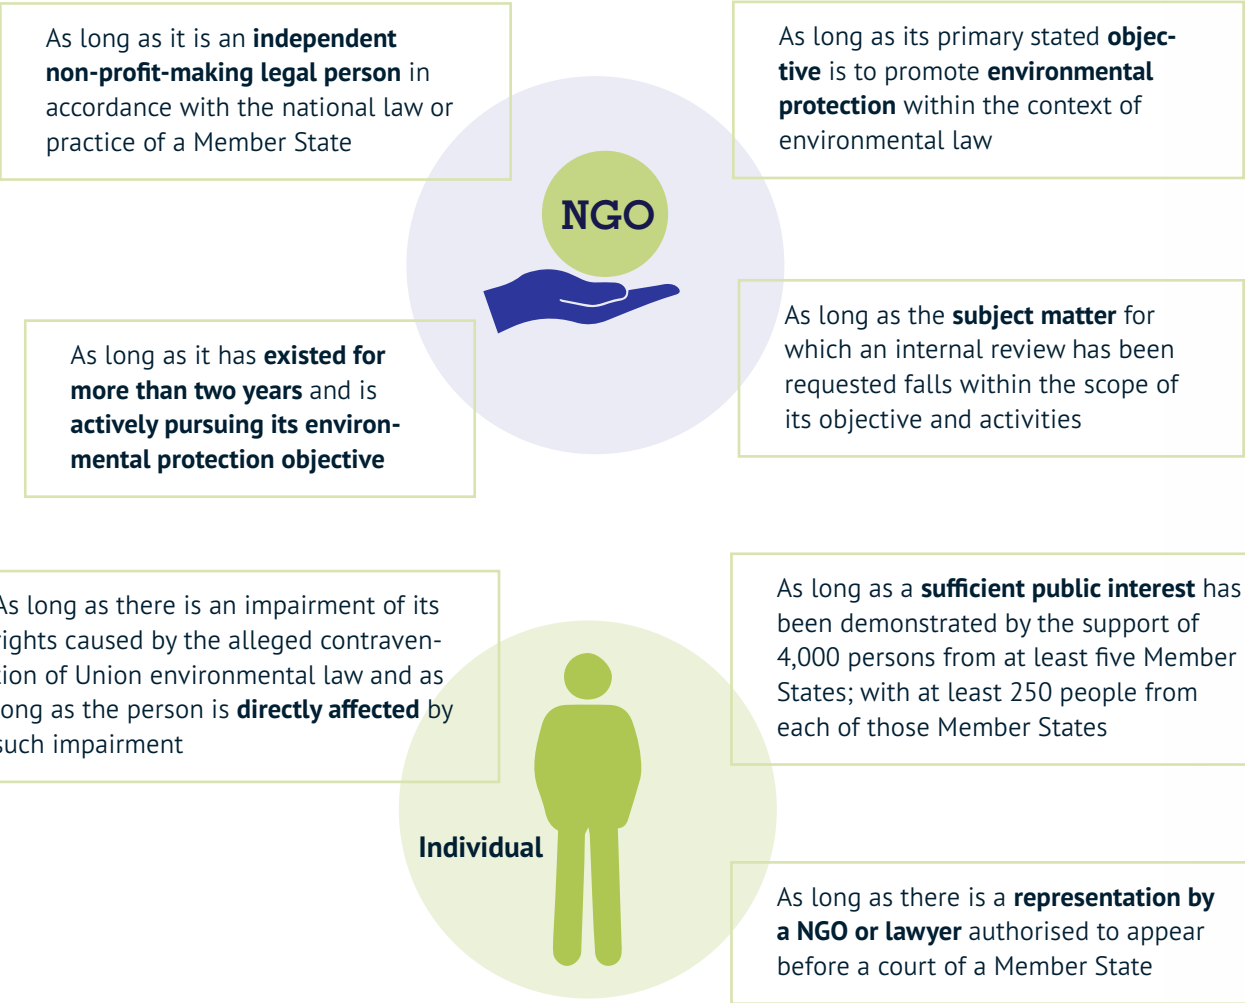 As long as it is an independent
non-profit-making legal person in
accordance with the national law or
practice of a Member State
As long as its primary stated objec-
tive is to promote environmental
protection within the context of
environmental law
NGO
As long as it has existed for
more than two years and is
actively pursuing its environ-
mental protection objective
As long as the subject matter for
which an internal review has been
requested falls within the scope of
its objective and activities
As long as there is an impairment of its
rights caused by the alleged contraven-
tion of Union environmental law and as
long as the person is directly affected by
such impairment
As long as a sufficient public interest has
been demonstrated by the support of
4,000 persons from at least five Member
States; with at least 250 people from
each of those Member States
Individual
As long as there is a representation by
a NGO or lawyer authorised to appear
before a court of a Member State